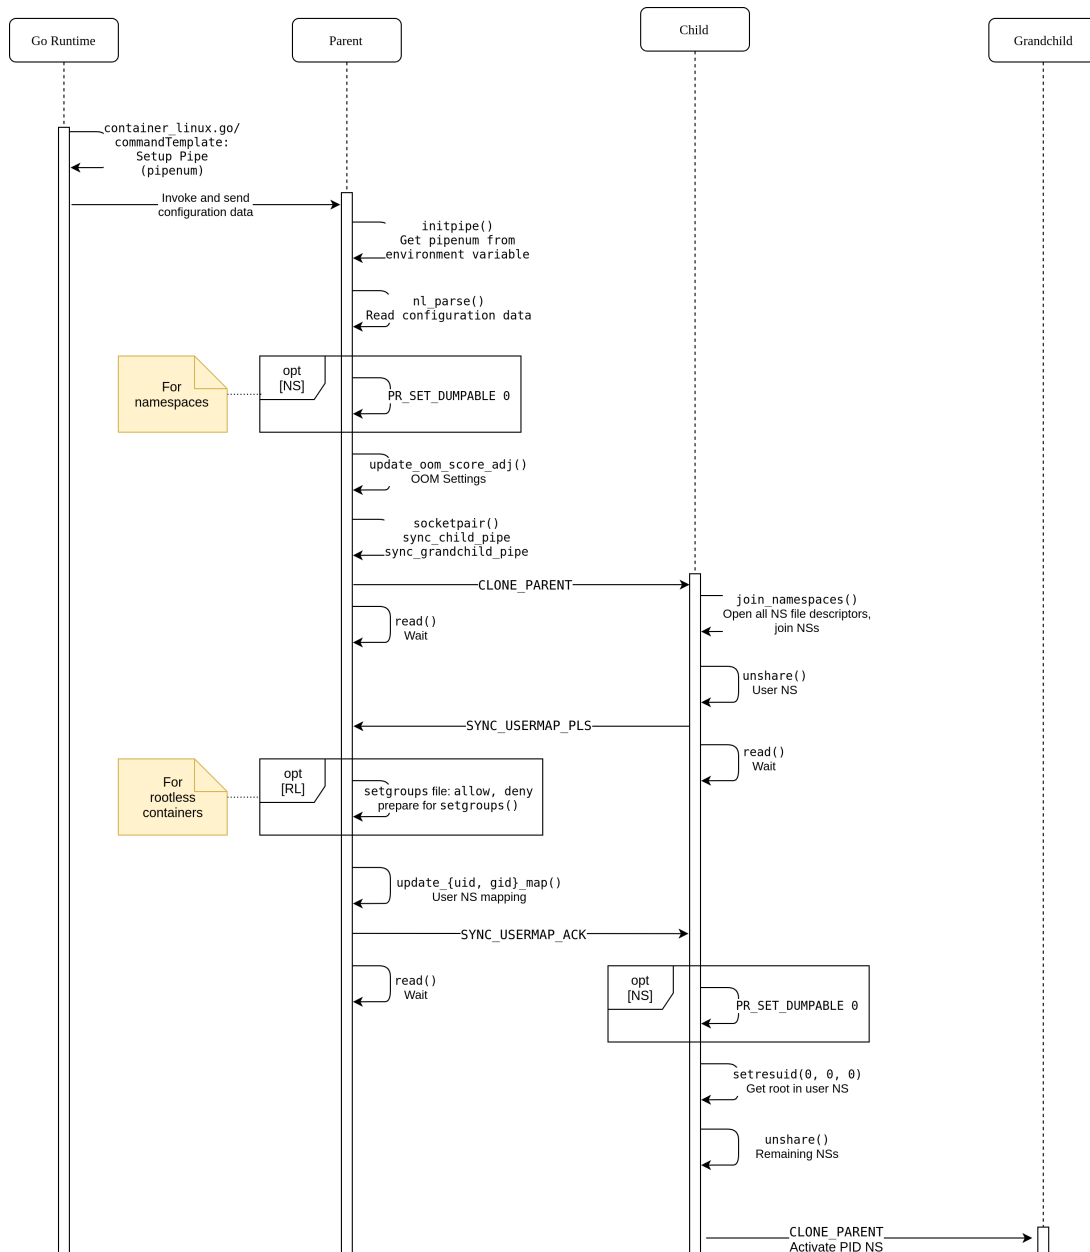 Go Runtime
Parent
Child
Grandchild
container_linux.go/
commandTemplate:
Setup Pipe
(pipenum)
Invoke and send
configuration data
initpipe()
Get pipenum from
environment variable
nl_parse()
Read configuration data
For
namespaces
opt
[NS]
PR_SET_DUMPABLE 0
update_oom_score_adj()
OOM Settings
socketpair()
sync_child_pipe
sync_grandchild_pipe
CLONE_PARENT
join_namespaces()
Open all NS file descriptors,
join NSs
read()
Wait
unshare()
User NS
SYNC_USERMAP_PLS
read()
Wait
For
rootless
containers
opt
[RL]
setgroups file: allow, deny
prepare for setgroups()
update_{uid, gid}_map()
User NS mapping
SYNC_USERMAP_ACK
read()
Wait
opt
[NS]
PR_SET_DUMPABLE 0
setresuid(0, 0, 0)
Get root in user NS
unshare()
Remaining NSs
CLONE_PARENT
Activate PID NS